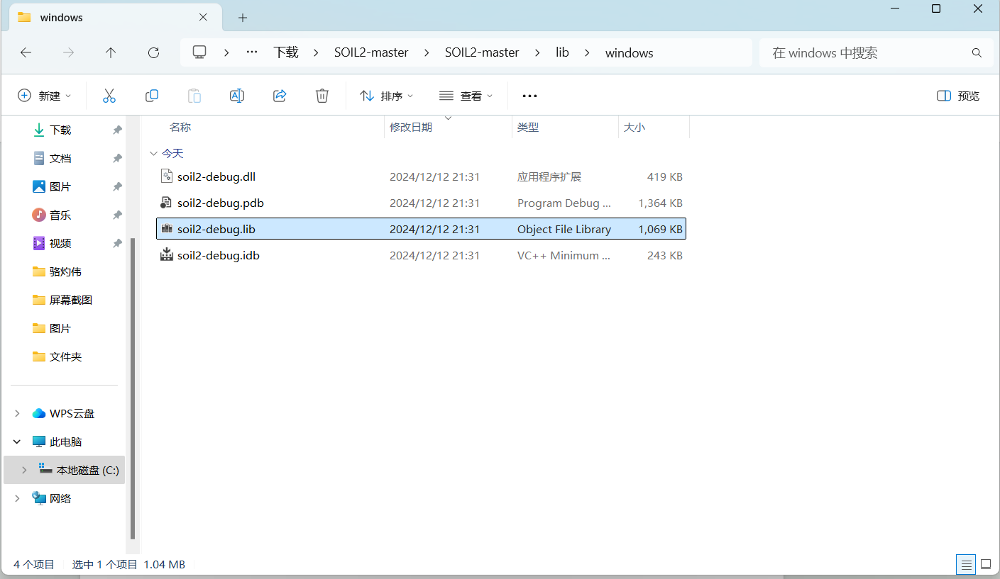 windows
下载 SOIL2-master SOIL2-master lib windows
在 windows 中搜索
新建 排序 查看 预览
下载
文档
图片
音乐
视频
骆灼伟
屏幕截图
图片
文件夹
WPS云盘
此电脑
本地磁盘 (C:)
网络
名称 修改日期 类型 大小
今天
soil2-debug.dll 2024/12/12 21:31 应用程序扩展 419 KB
soil2-debug.pdb 2024/12/12 21:31 Program Debug ... 1,364 KB
soil2-debug.lib 2024/12/12 21:31 Object File Library 1,069 KB
soil2-debug.idb 2024/12/12 21:31 VC++ Minimum ... 243 KB
4 个项目 选中 1 个项目 1.04 MB